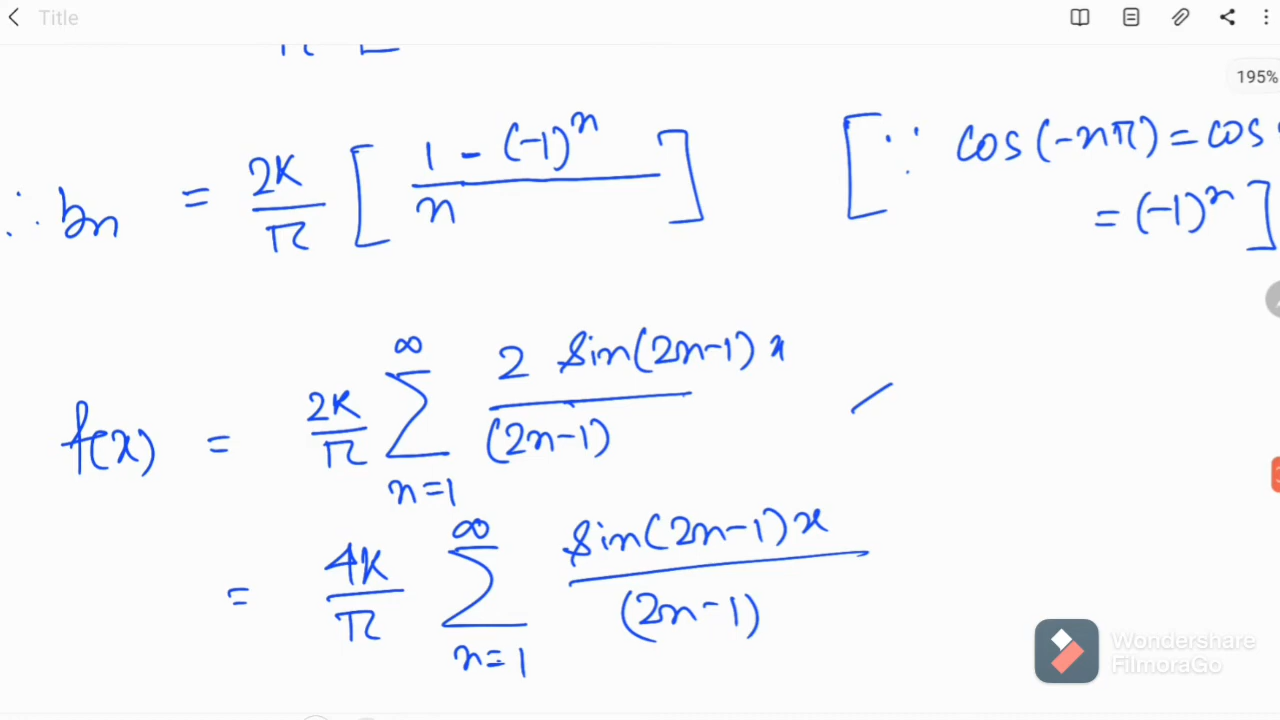 Title
195%
∴ bn = 2K/π [ (1 - (-1)^n)/n ] [∵ cos(-nπ) = cos
= (-1)^n ]
f(x) = 2K/π ∑_{n=1}^{∞} 2 sin(2n-1)x/(2n-1)
= 4K/π ∑_{n=1}^{∞} sin(2n-1)x/(2n-1)
Wondershare
FilmoraGo